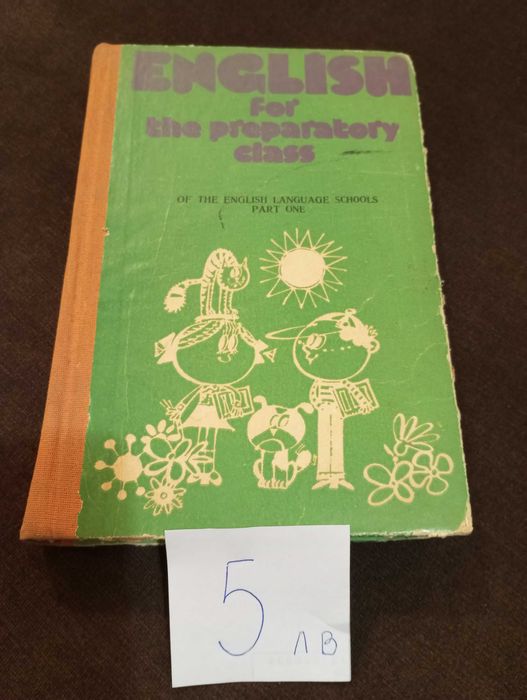 ENGLISH
for
the preparatory
class
OF THE ENGLISH LANGUAGE SCHOOLS
PART ONE
5 лв